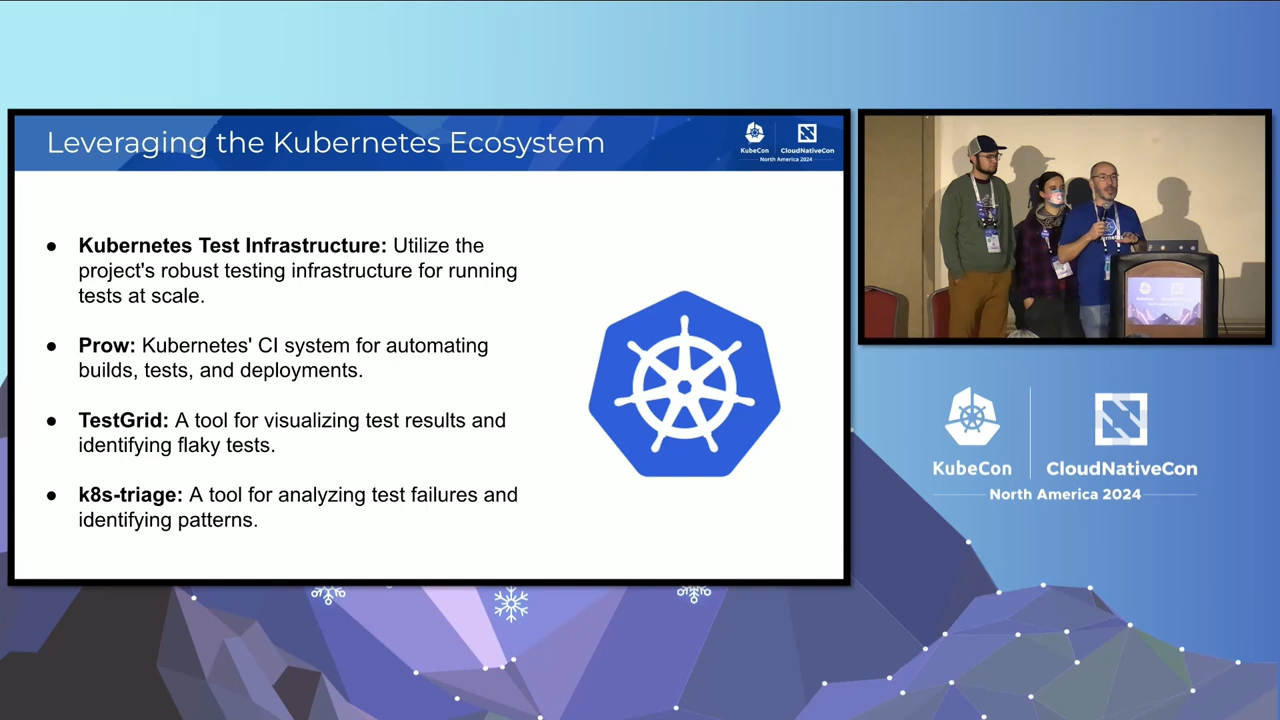 Leveraging the Kubernetes Ecosystem
KubeCon
CloudNativeCon
North America 2024
● Kubernetes Test Infrastructure: Utilize the
project's robust testing infrastructure for running
tests at scale.
● Prow: Kubernetes' CI system for automating
builds, tests, and deployments.
● TestGrid: A tool for visualizing test results and
identifying flaky tests.
● k8s-triage: A tool for analyzing test failures and
identifying patterns.
KubeCon
CloudNativeCon
North America 2024